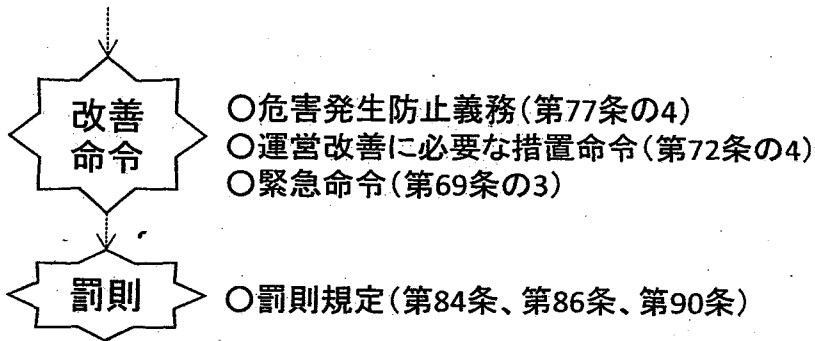 改善
命令
○危害発生防止義務(第77条の4)
○運営改善に必要な措置命令(第72条の4)
○緊急命令(第69条の3)
罰則
○罰則規定(第84条、第86条、第90条)